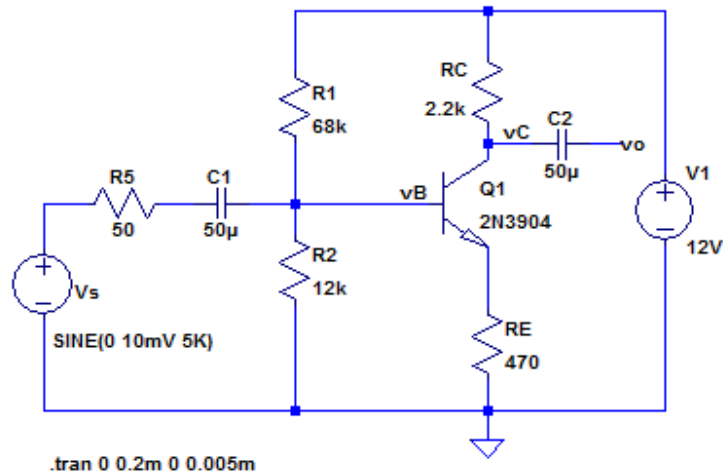 R1
68k
RC
2.2k
vC
C2
50µ
vo
V1
12V
R5
50
C1
50µ
vB
Q1
2N3904
R2
12k
Vs
SINE(0 10mV 5K)
RE
470
.tran 0 0.2m 0 0.005m